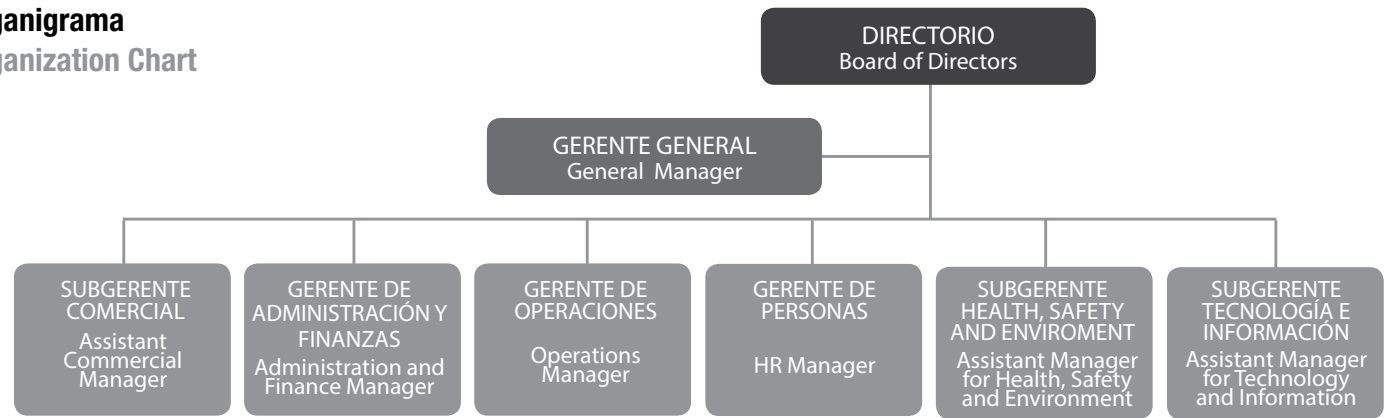 ganigrama
ganization Chart
DIRECTORIO
Board of Directors
GERENTE GENERAL
General Manager
SUBGERENTE
COMERCIAL
Assistant
Commercial
Manager
GERENTE DE
ADMINISTRACIÓN Y
FINANZAS
Administration and
Finance Manager
GERENTE DE
OPERACIONES
Operations
Manager
GERENTE DE
PERSONAS
HR Manager
SUBGERENTE
HEALTH, SAFETY
AND ENVIROMENT
Assistant Manager
for Health, Safety
and Environment
SUBGERENTE
TECNOLOGÍA E
INFORMACIÓN
Assistant Manager
for Technology
and Information